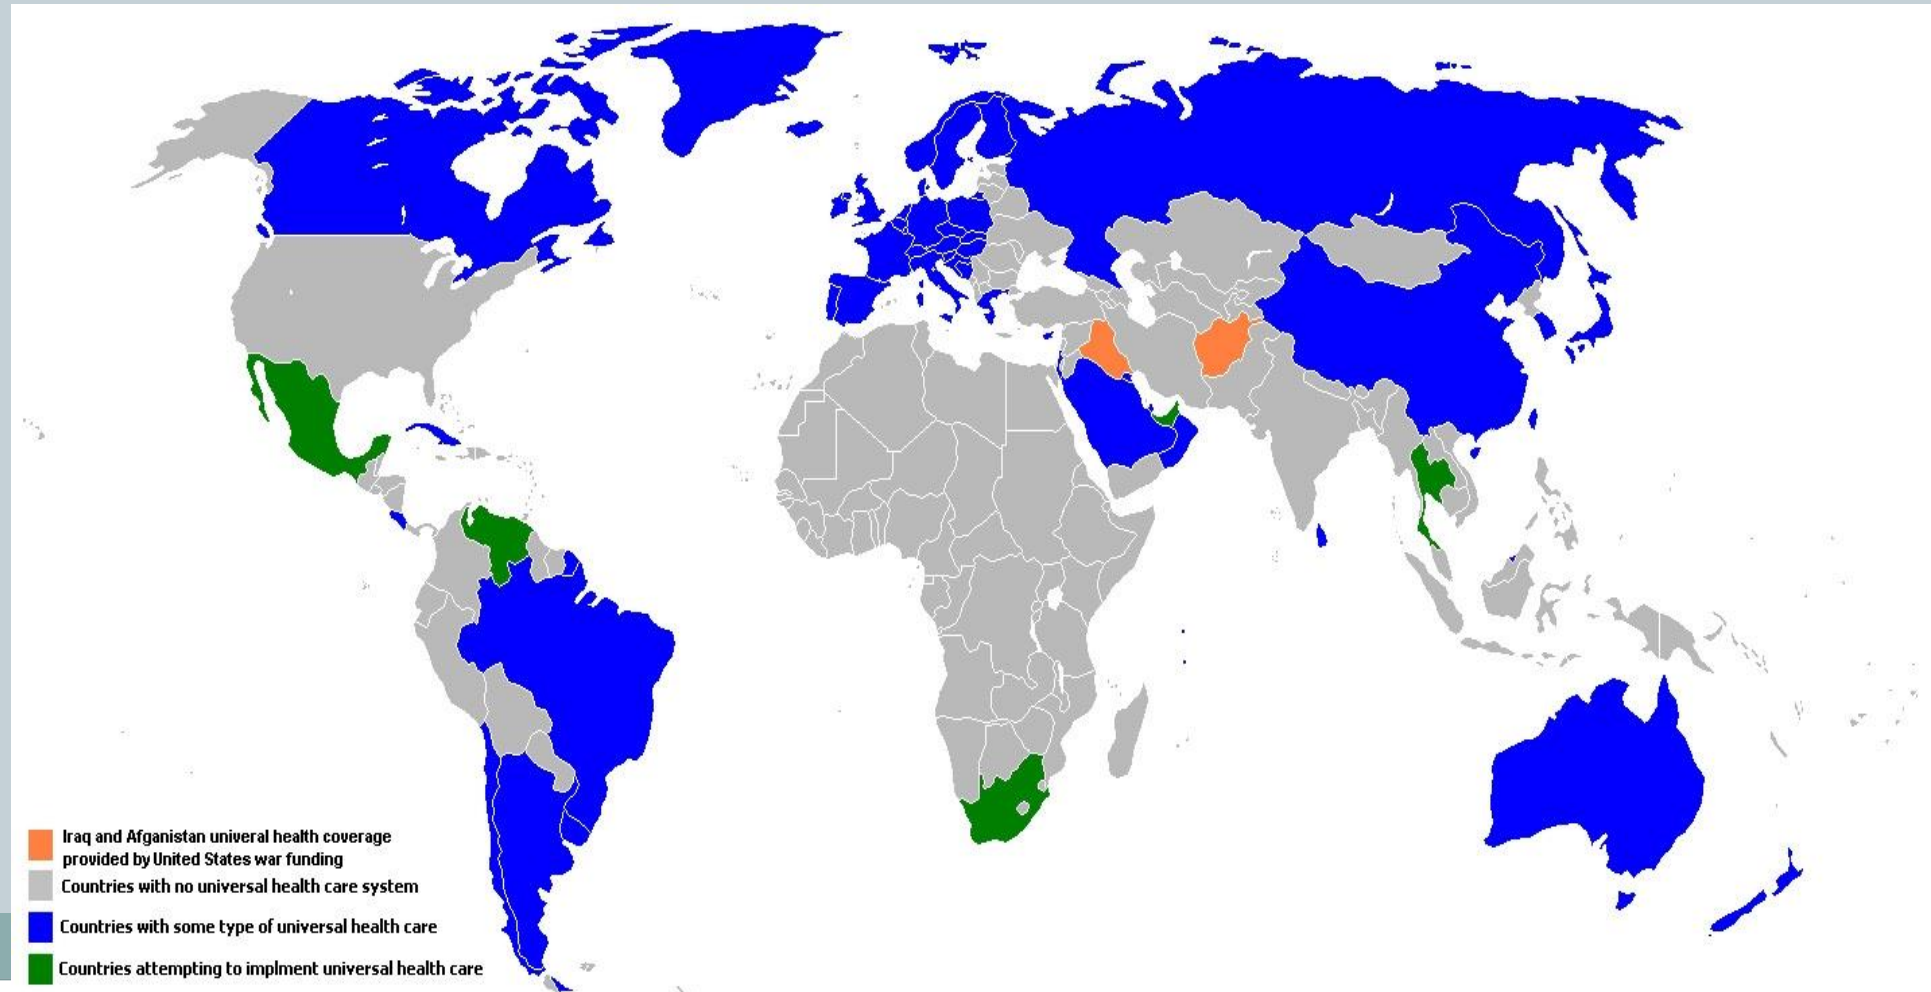 Iraq and Afganistan univeral health coverage
provided by United States war funding
Countries with no universal health care system
Countries with some type of universal health care
Countries attempting to implment universal health care